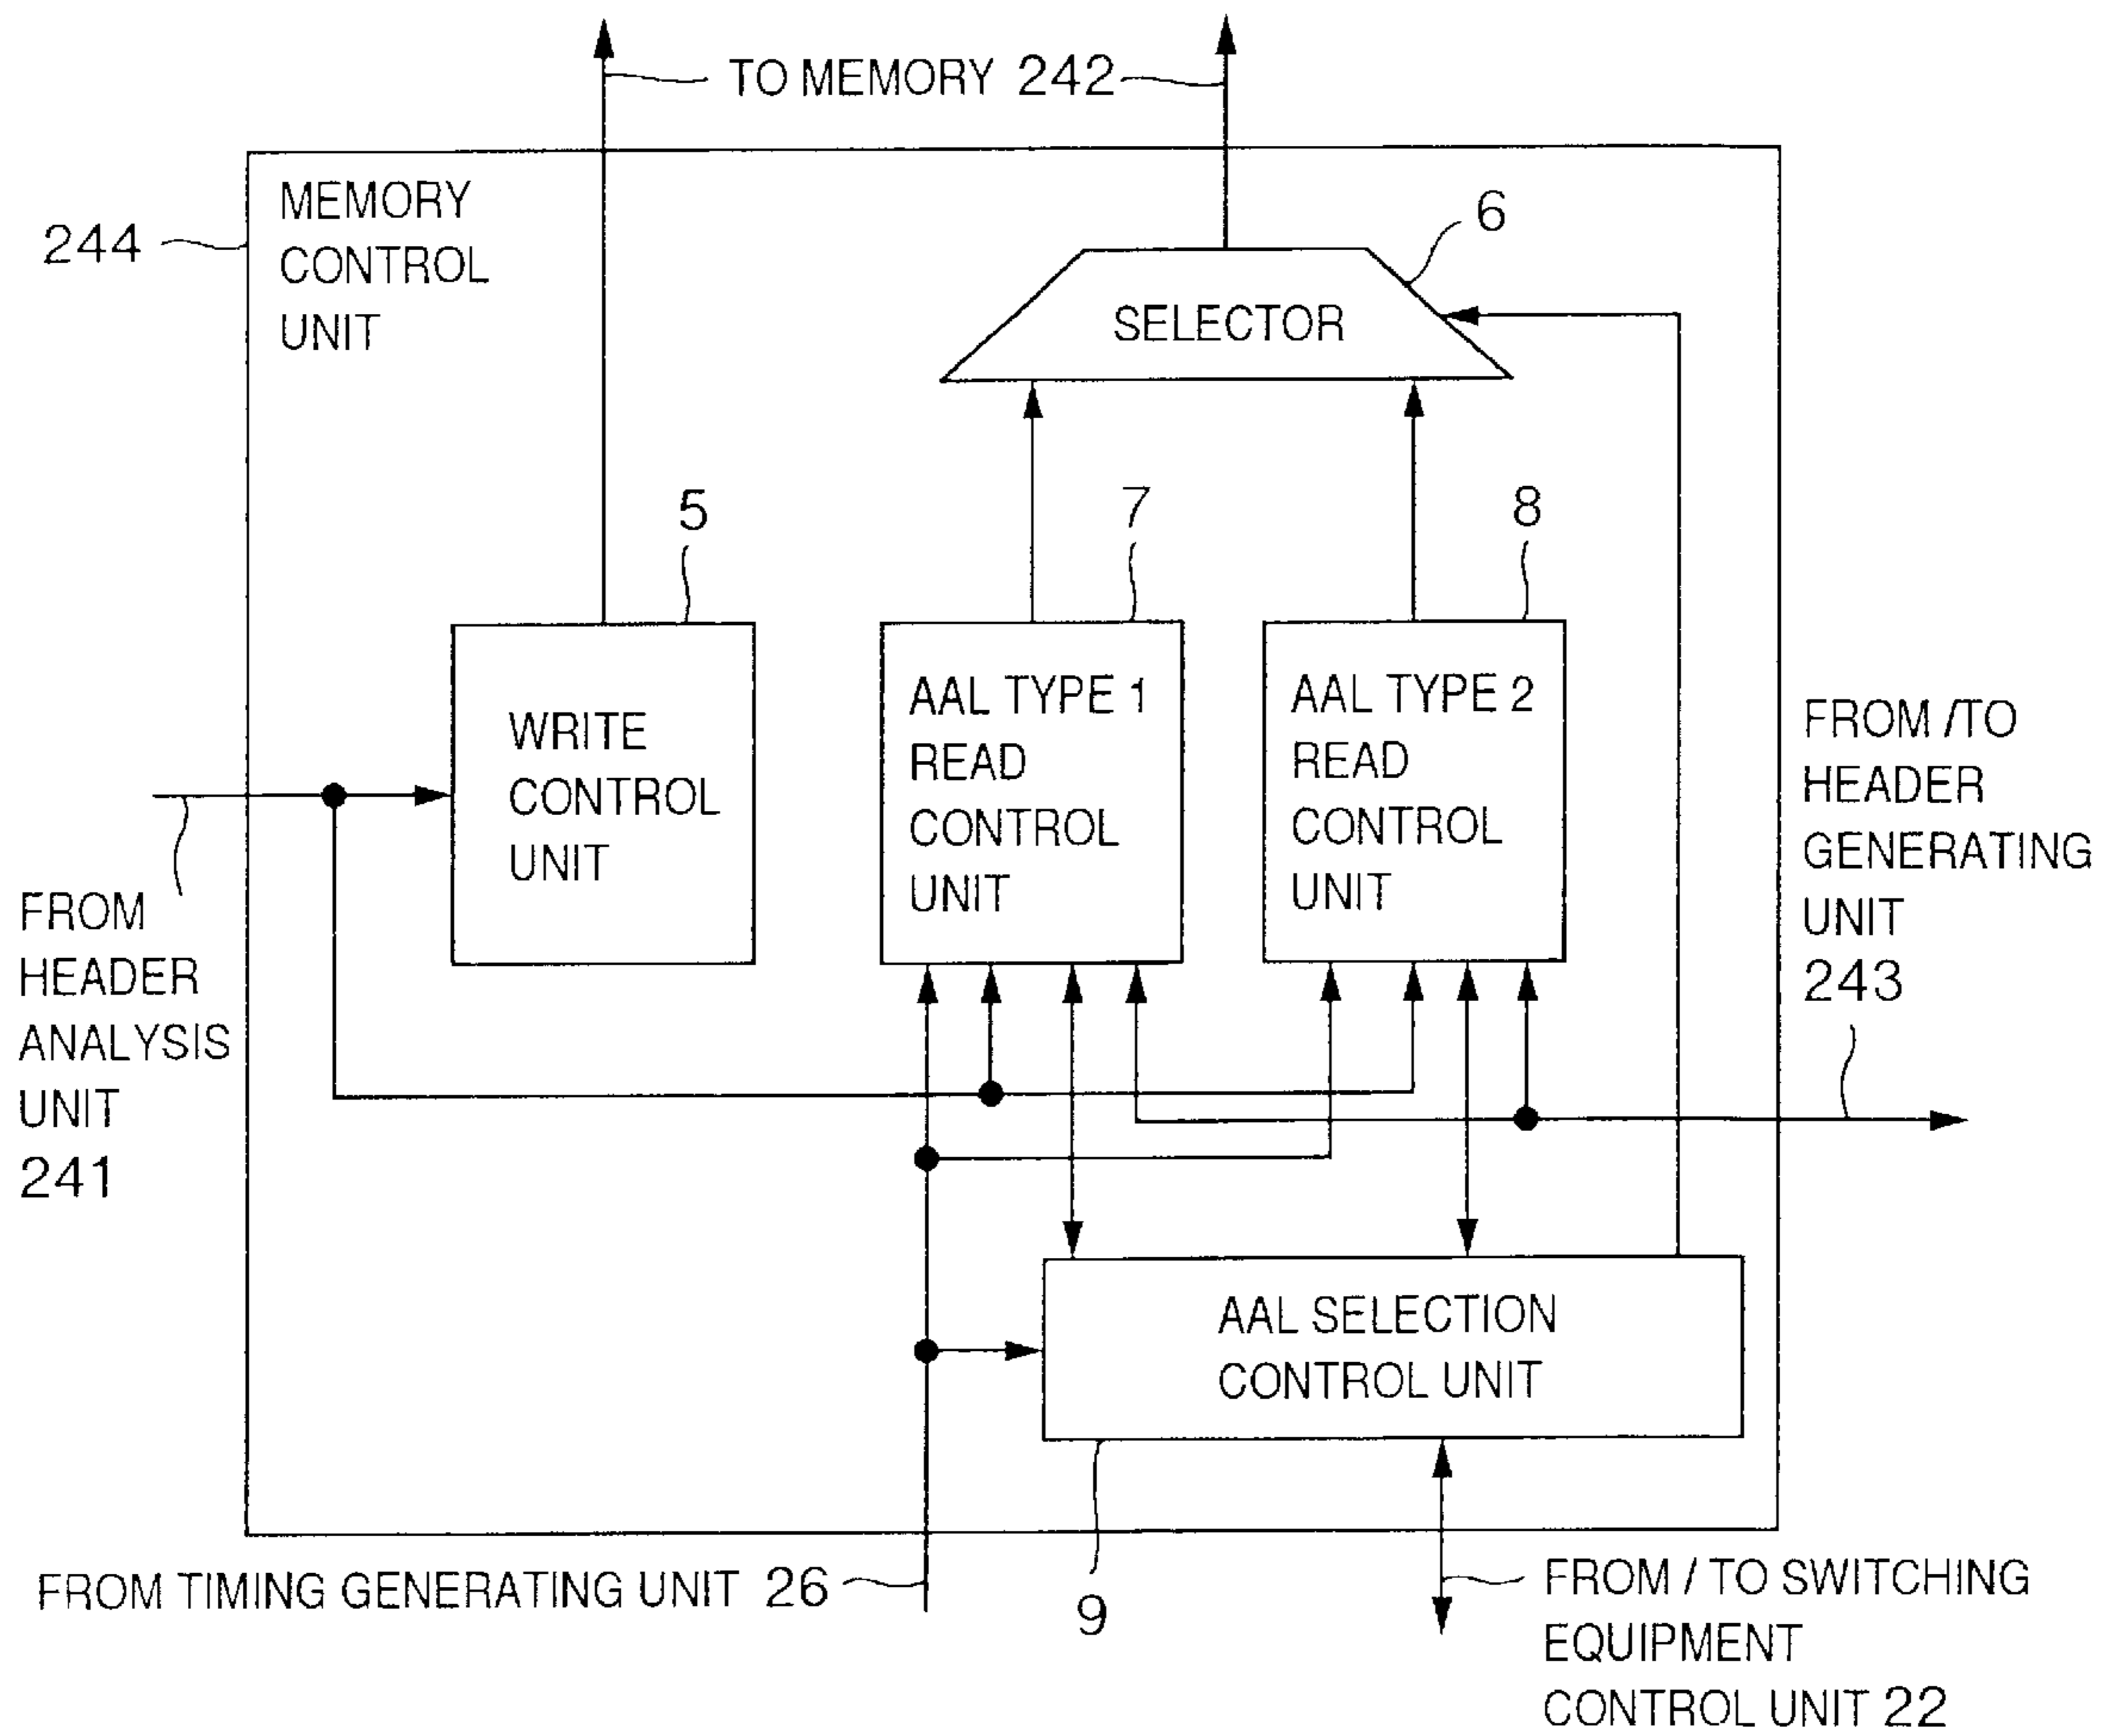 TO MEMORY 242
MEMORY
CONTROL
UNIT
244
6
SELECTOR
5
7
8
WRITE
CONTROL
UNIT
AAL TYPE 1
READ
CONTROL
UNIT
AAL TYPE 2
READ
CONTROL
UNIT
FROM /TO
HEADER
GENERATING
UNIT
243
FROM
HEADER
ANALYSIS
UNIT
241
AAL SELECTION
CONTROL UNIT
FROM TIMING GENERATING UNIT 26
9
FROM / TO SWITCHING
EQUIPMENT
CONTROL UNIT 22